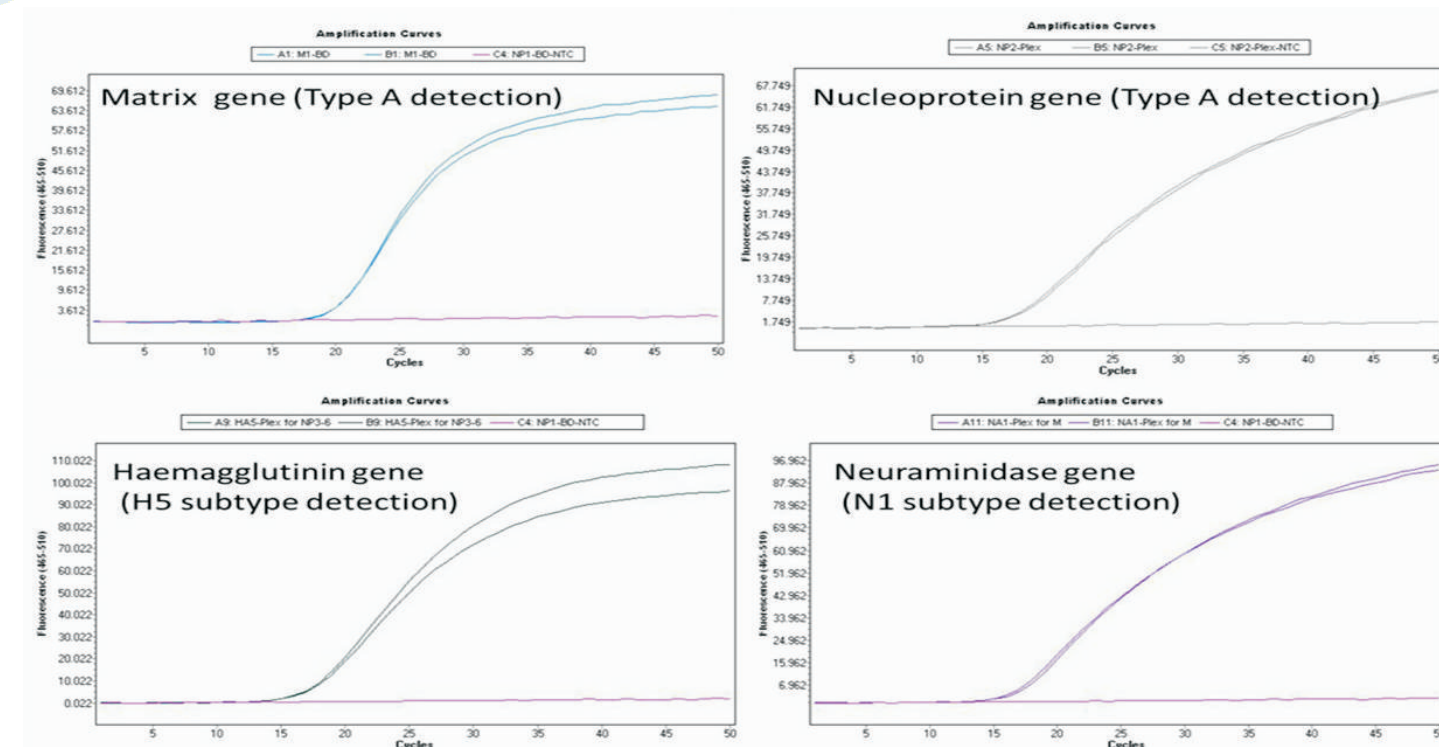 Amplification Curves
A1: M1-BD B1: M1-BD C4: NP1-BD-NTC
Matrix gene (Type A detection)
69.612
63.612
57.612
51.612
45.612
39.612
33.612
27.612
21.612
15.612
9.612
3.612
Fluorescence (465-510)
5 10 15 20 25 30 35 40 45 50
Cycles
Amplification Curves
A5: NP2-Plex B5: NP2-Plex C5: NP2-Plex-NTC
Nucleoprotein gene (Type A detection)
67.749
61.749
55.749
49.749
43.749
37.749
31.749
25.749
19.749
13.749
7.749
1.749
Fluorescence (465-510)
5 10 15 20 25 30 35 40 45
Cycles
Amplification Curves
A9: HA5-Plex for NP3-6 B9: HA5-Plex for NP3-6 C4: NP1-BD-NTC
Haemagglutinin gene
(H5 subtype detection)
110.022
100.022
90.022
80.022
70.022
60.022
50.022
40.022
30.022
20.022
10.022
0.022
Fluorescence (465-510)
5 10 15 20 25 30 35 40 45 50
Cycles
Amplification Curves
A11: NA1-Plex for M B11: NA1-Plex for M C4: NP1-BD-NTC
Neuraminidase gene
(N1 subtype detection)
96.962
87.962
78.962
69.962
60.962
51.962
42.962
33.962
24.962
15.962
6.962
Fluorescence (465-510)
5 10 15 20 25 30 35 40 45
Cycles